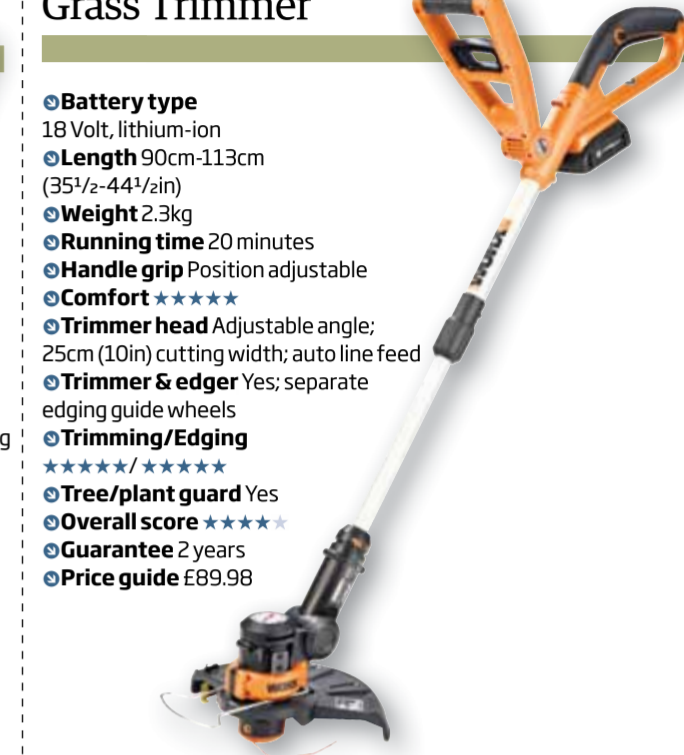 Grass Trimmer
Battery type
18 Volt, lithium-ion
Length 90cm-113cm
(35½-44½in)
Weight 2.3kg
Running time 20 minutes
Handle grip Position adjustable
Comfort ★★★★★
Trimmer head Adjustable angle;
25cm (10in) cutting width; auto line feed
Trimmer & edger Yes; separate
edging guide wheels
g
Trimming/Edging
★★★★★/★★★★★
Tree/plant guard Yes
Overall score ★★★★★
Guarantee 2 years
Price guide £89.98
WORX
WORX